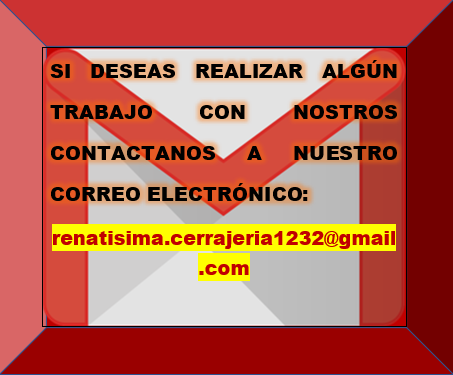 SI DESEAS REALIZAR ALGÚN
TRABAJO CON NOSTROS
CONTACTANOS A NUESTRO
CORREO ELECTRÓNICO:
renatisima.cerrajeria1232@gmail
.com